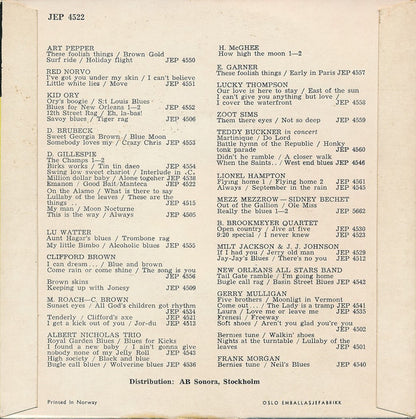 JEP 4522
ART PEPPER
These foolish things / Brown Gold
Surf ride / Holiday flight JEP 4550
RED NORVO
I've got you under my skin / I can't believe
Little white lies / Move JEP 4551
KID ORY
Ory's boogie / S:t Louis Blues
Blues for New Orleans 1—2 JEP 4552
12th Street Rag / Eh, la-bas!
Savoy blues / Tiger rag JEP 4506
D. BRUBECK
Sweet Georgia Brown / Blue Moon
Somebody loves my / Crazy Chris JEP 4553
D. GILLESPIE
The Champs 1—2
Birks works / Tin tin daeo JEP 4554
Swing low sweet chariot / Interlude in „C.
Million dollar baby / Alone together JEP 4538
Emanon / Good Bait-Manteca JEP 4522
On the Alamo / What is there to say
Lullaby of the leaves / These are the
things . . . JEP 4515
My man / Moon Nocturne
This is the way / Always JEP 4505
LU WATTER
Aunt Hagar's blues / Trombone rag
My little Bimbo / Alcoholic blues JEP 4555
CLIFFORD BROWN
I can dream . . . / Blue and brown
Come rain or come shine / The song is you
JEP 4556
Brown skins
Keeping up with Jonesy JEP 4509
M. ROACH—C. BROWN
Sunset eyes / All God's children got rhythm
JEP 4534
Tenderly / Clifford's axe JEP 4521
I get a kick out of you / Jor-du JEP 4513
ALBERT NICHOLAS TRIO
Royal Garden Blues / Blues for Kicks
I found a new baby / I ain't gonna give
nobody none of my Jelly Roll JEP 4543
High society / Black and blue
Bugle call blues / Wolverine blues JEP 4536
H. McGHEE
How high the moon 1—2
E. GARNER
These foolish things / Early in Paris JEP 4557
LUCKY THOMPSON
Our love is here to stay / East of the sun
I can't give you anything but love / I
cover the waterfront JEP 4558
ZOOT SIMS
Them there eyes / Not so deep JEP 4559
TEDDY BUCKNER in concert
Martinique / Do Lord
Battle hymn of the Republic / Honky
tonk parade JEP 4560
Didn't he ramble / A closer walk
When the Saints . . West end blues JEP 4546
LIONEL HAMPTON
Flying home 1 / Flying home 2 JEP 4561
Always / September in the rain JEP 4545
MEZZ MEZZROW — SIDNEY BECHET
Out of the Gallion / Ole Miss
Really the blues 1—2 JEP 5662
B. BROOKMEYER QUARTET
Open country / Jive at five JEP 4530
9:20 special / I never knew JEP 4523
MILT JACKSON & J. J. JOHNSON
If I had you / Jerry old man JEP 4529
Jay-Jay's Blues / There's no you JEP 4512
NEW ORLEANS ALL STARS BAND
Tail Gate ramble / I'm going home
Bugle call rag / Basin Street Blues JEP 4542
GERRY MULLIGAN
Five brothers / Moonlight in Vermont
Come out . . . / The Lady is a tramp JEP 4541
Laura / Love me or leave me JEP 4535
Frenesi / Freeway JEP 4540
Soft shoes / Aren't you glad you're you
JEP 4502
Bernies tune / Walkin' shoes
Nights at the turntable / Lullaby of the
leaves JEP 4501
FRANK MORGAN
Bernies tune / Neil's Blues JEP 4540
Distribution: AB Sonora, Stockholm
Printed in Norway
OSLO EMBALLASJEFABRIKK